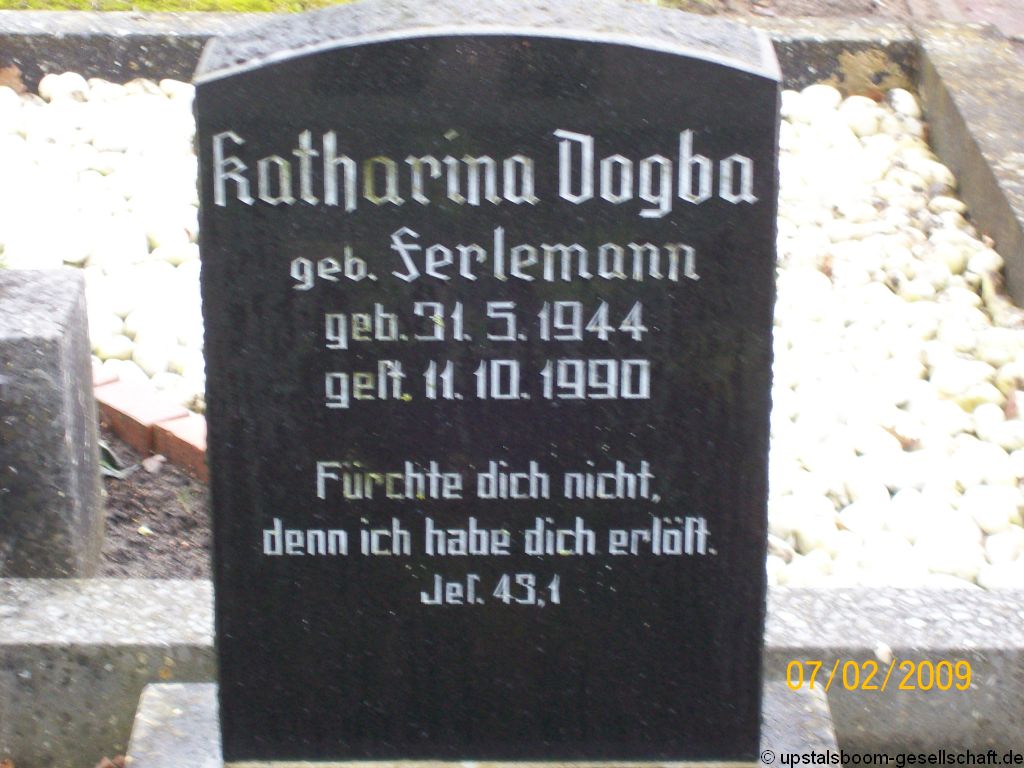 Katharina Dogba
geb. Ferlemann
geb. 31. 5. 1944
geſt. 11. 10. 1990
Fürchte dich nicht,
denn ich habe dich erlöſt.
Jeſ. 43,1
07/02/2009
© upstalsboom-gesellschaft.de